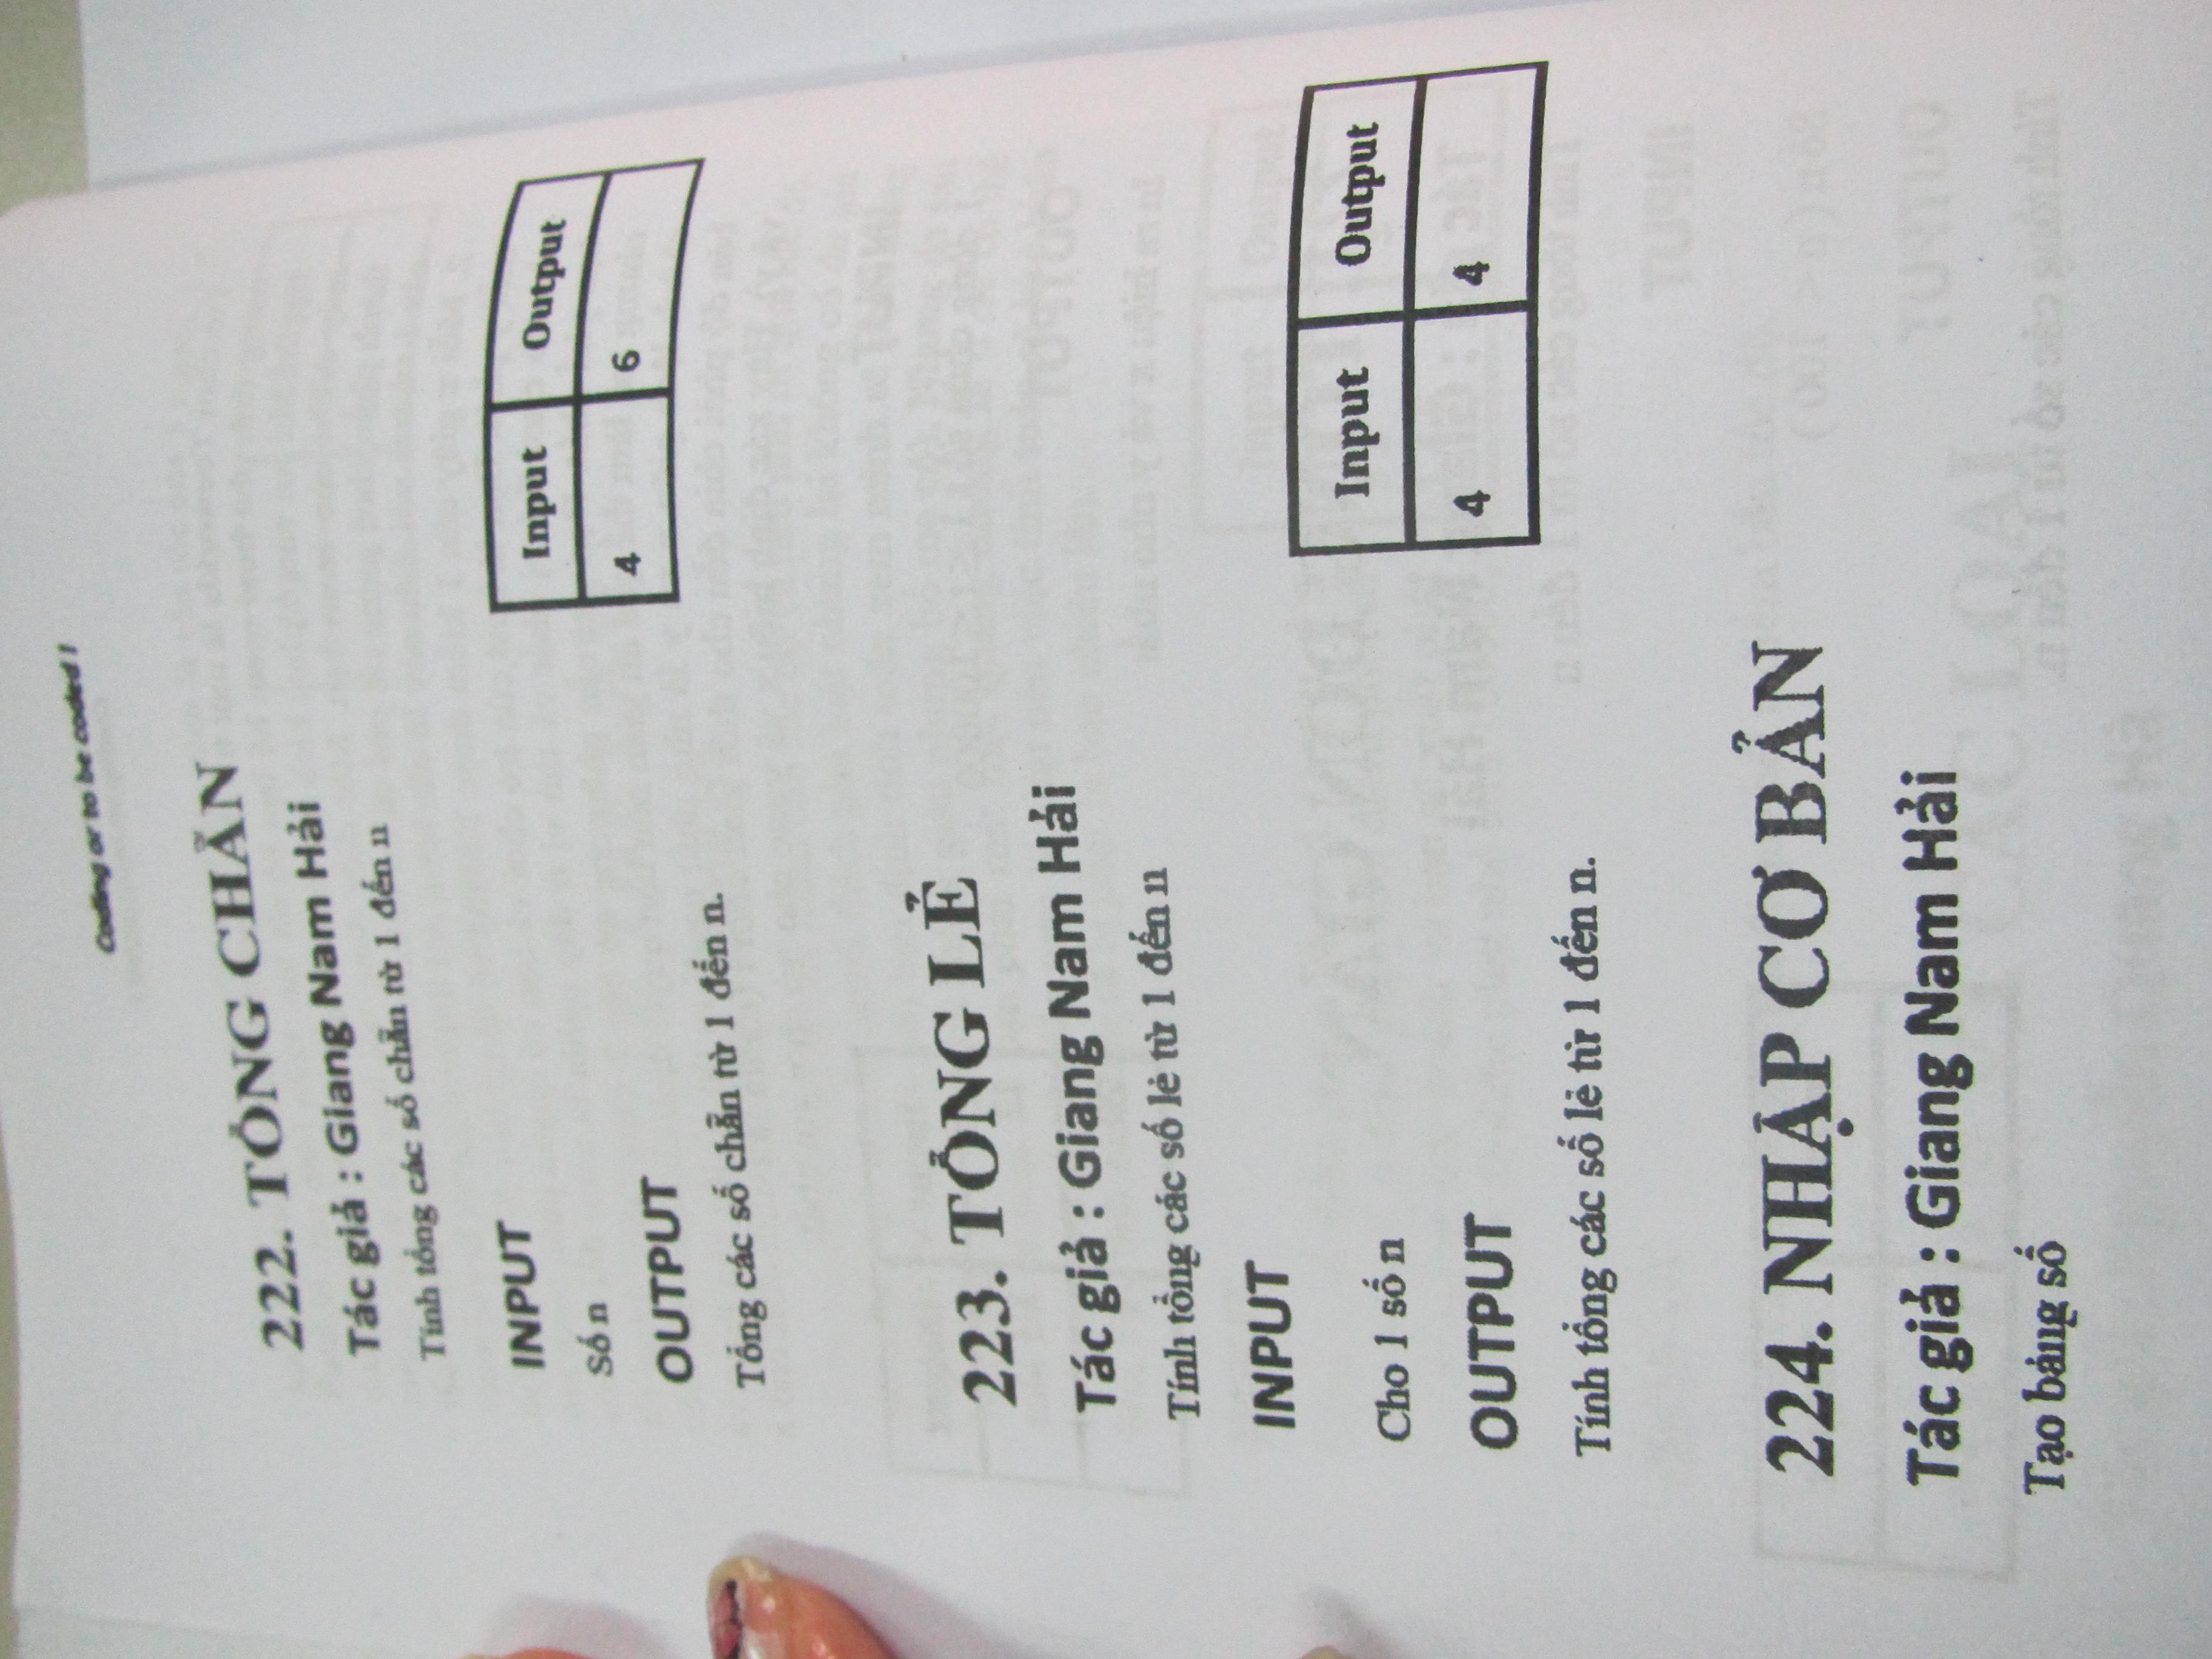 Coding or to be coded !
222. TỔNG CHẴN
Tác giả : Giang Nam Hải
Tính tổng các số chẵn từ 1 đến n
INPUT
Số n
OUTPUT
Tổng các số chẵn từ 1 đến n.
Input Output
4 6
223. TỔNG LẺ
Tác giả : Giang Nam Hải
Tính tổng các số lẻ từ 1 đến n
INPUT
Cho 1 số n
OUTPUT
Tính tổng các số lẻ từ 1 đến n.
Input Output
4 4
224. NHẬP CƠ BẢN
Tác giả : Giang Nam Hải
Tạo bảng số